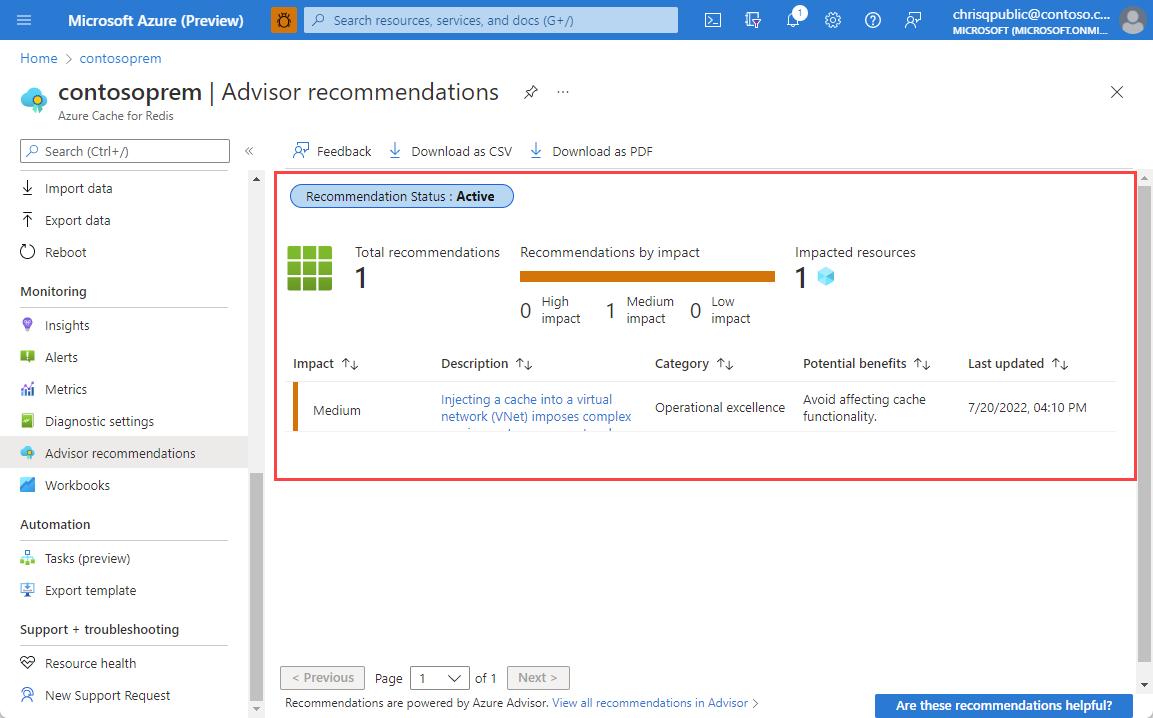 Microsoft Azure (Preview)
Search resources, services, and docs (G+/)
1
chrisqpublic@contoso.c...
MICROSOFT (MICROSOFT.ONMI...
Home > contosoprem
contosoprem | Advisor recommendations
Azure Cache for Redis
Search (Ctrl+/)
Feedback
Download as CSV
Download as PDF
Import data
Export data
Reboot
Monitoring
Insights
Alerts
Metrics
Diagnostic settings
Advisor recommendations
Workbooks
Automation
Tasks (preview)
Export template
Support + troubleshooting
Resource health
New Support Request
Recommendation Status : Active
Total recommendations
1
Recommendations by impact
0 High impact
1 Medium impact
0 Low impact
Impacted resources
1
Impact
Description
Category
Potential benefits
Last updated
Medium
Injecting a cache into a virtual
network (VNet) imposes complex
Operational excellence
Avoid affecting cache
functionality.
7/20/2022, 04:10 PM
< Previous
Page 1 of 1
Next >
Recommendations are powered by Azure Advisor. View all recommendations in Advisor >
Are these recommendations helpful?